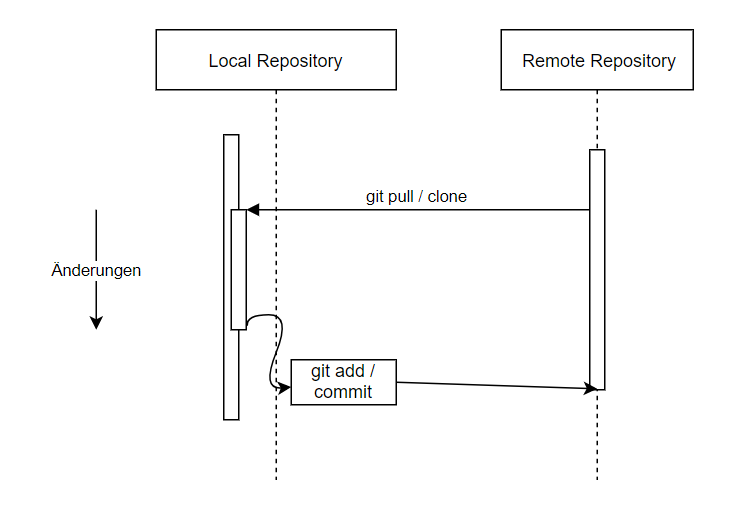 Local Repository
Remote Repository
git pull / clone
Änderungen
git add /
commit